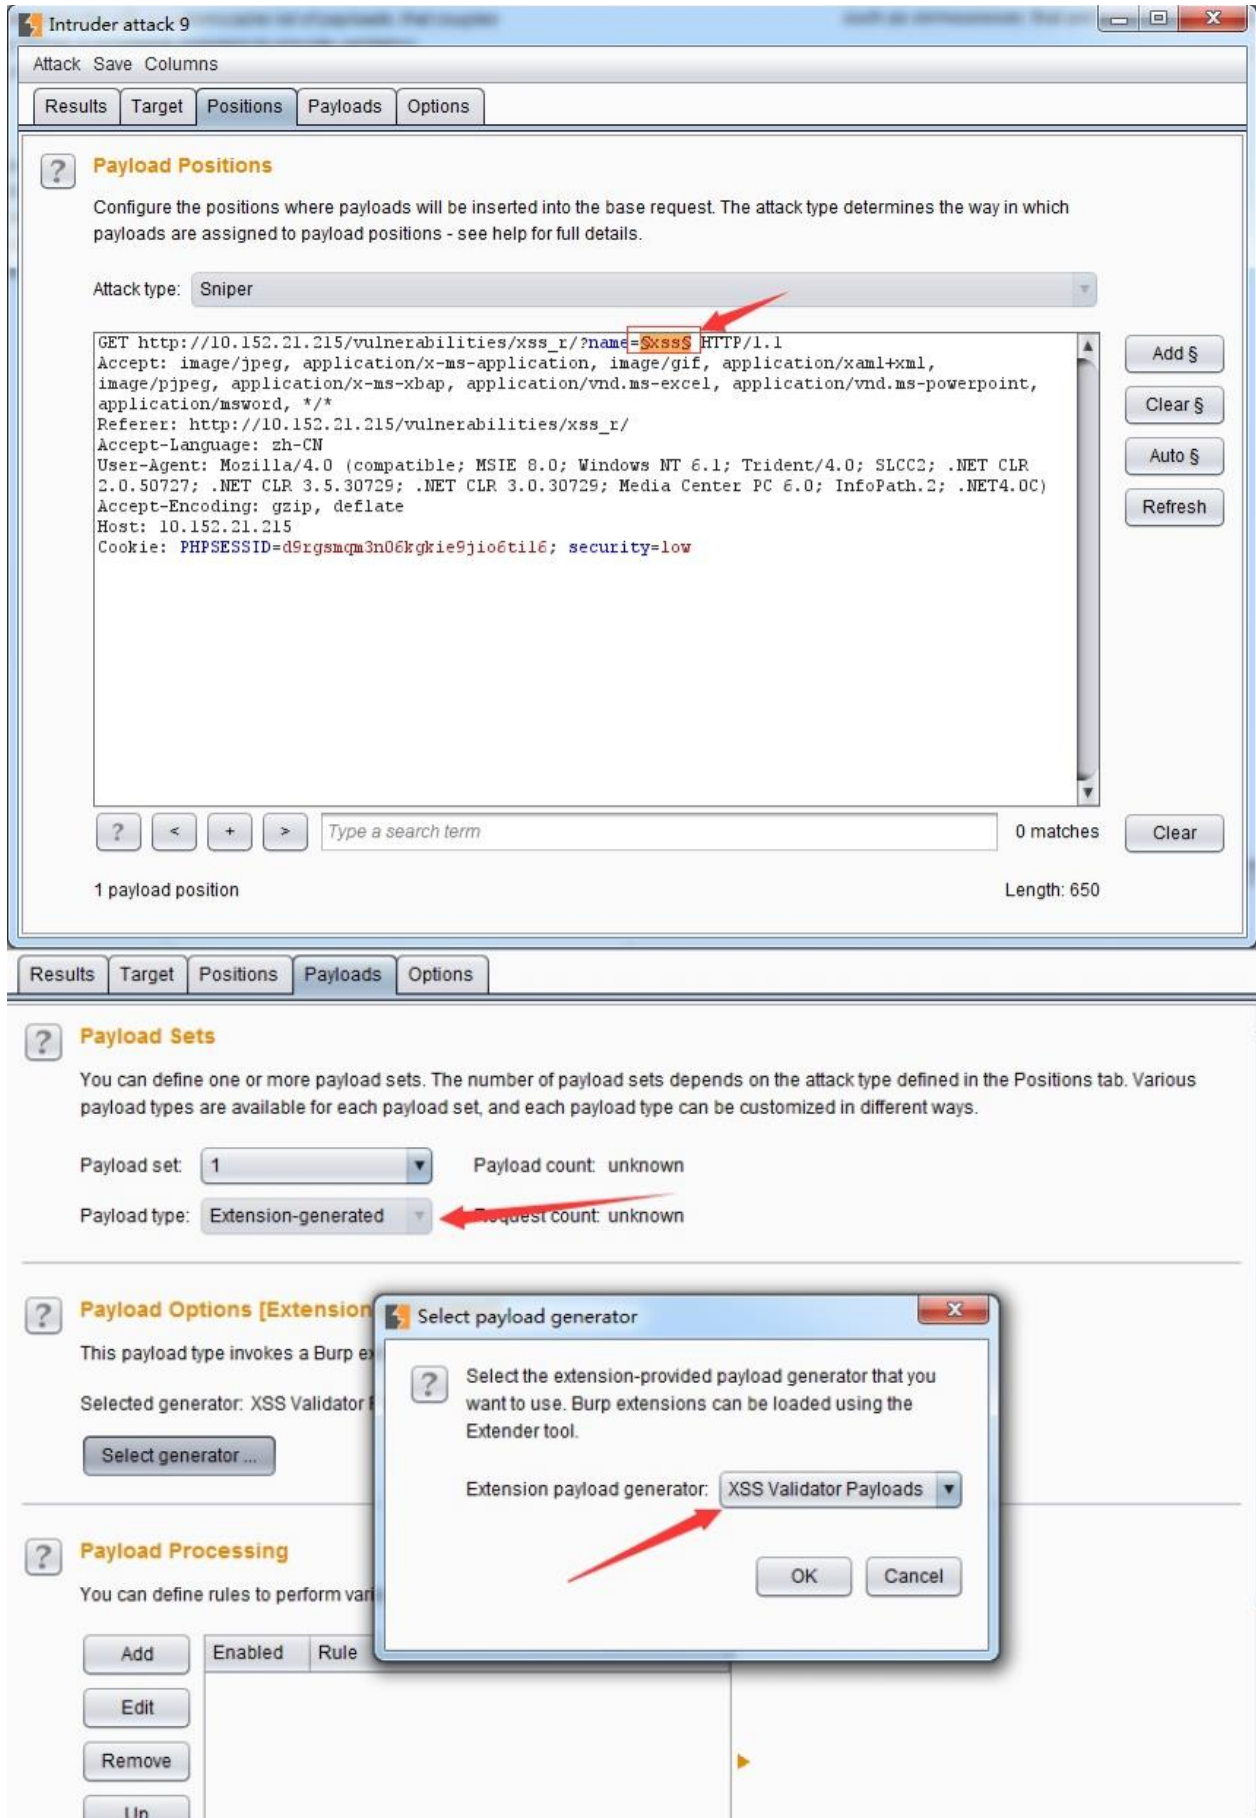 Intruder attack 9
Attack Save Columns
Results Target Positions Payloads Options
? Payload Positions
Configure the positions where payloads will be inserted into the base request. The attack type determines the way in which
payloads are assigned to payload positions - see help for full details.
Attack type: Sniper
GET http://10.152.21.215/vulnerabilities/xss_r/?name=§xss§ HTTP/1.1
Accept: image/jpeg, application/x-ms-application, image/gif, application/xaml+xml,
image/pjpeg, application/x-ms-xbap, application/vnd.ms-excel, application/vnd.ms-powerpoint,
application/msword, */*
Referer: http://10.152.21.215/vulnerabilities/xss_r/
Accept-Language: zh-CN
User-Agent: Mozilla/4.0 (compatible; MSIE 8.0; Windows NT 6.1; Trident/4.0; SLCC2; .NET CLR
2.0.50727; .NET CLR 3.5.30729; .NET CLR 3.0.30729; Media Center PC 6.0; InfoPath.2; .NET4.0C)
Accept-Encoding: gzip, deflate
Host: 10.152.21.215
Cookie: PHPSESSID=d9rgsmqm3n06kgkie9jio6til6; security=low
Add §
Clear §
Auto §
Refresh
? < + > Type a search term 0 matches Clear
1 payload position Length: 650
Results Target Positions Payloads Options
? Payload Sets
You can define one or more payload sets. The number of payload sets depends on the attack type defined in the Positions tab. Various
payload types are available for each payload set, and each payload type can be customized in different ways.
Payload set: 1 Payload count: unknown
Payload type: Extension-generated Request count: unknown
? Payload Options [Extension
This payload type invokes a Burp ex
Selected generator: XSS Validator
Select generator ...
Select payload generator
? Select the extension-provided payload generator that you
want to use. Burp extensions can be loaded using the
Extender tool.
Extension payload generator: XSS Validator Payloads
OK Cancel
? Payload Processing
You can define rules to perform vari
Add Enabled Rule
Edit
Remove
Up